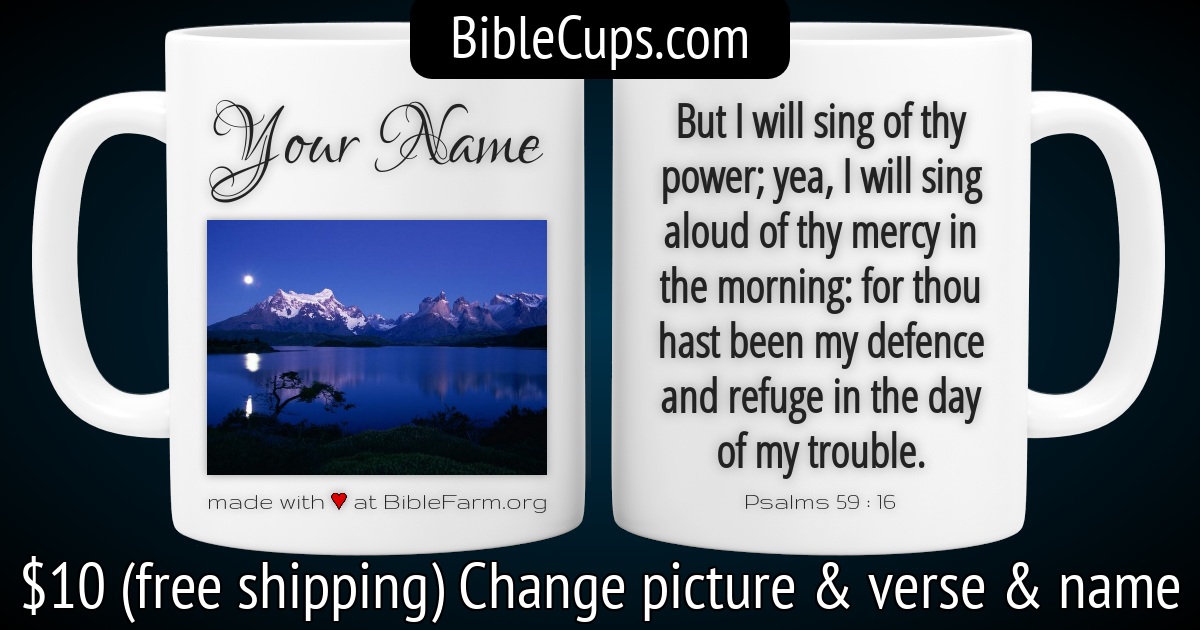 BibleCups.com
Your Name
made with ♥ at BibleFarm.org
But I will sing of thy
power; yea, I will sing
aloud of thy mercy in
the morning: for thou
hast been my defence
and refuge in the day
of my trouble.
Psalms 59 : 16
$10 (free shipping) Change picture & verse & name